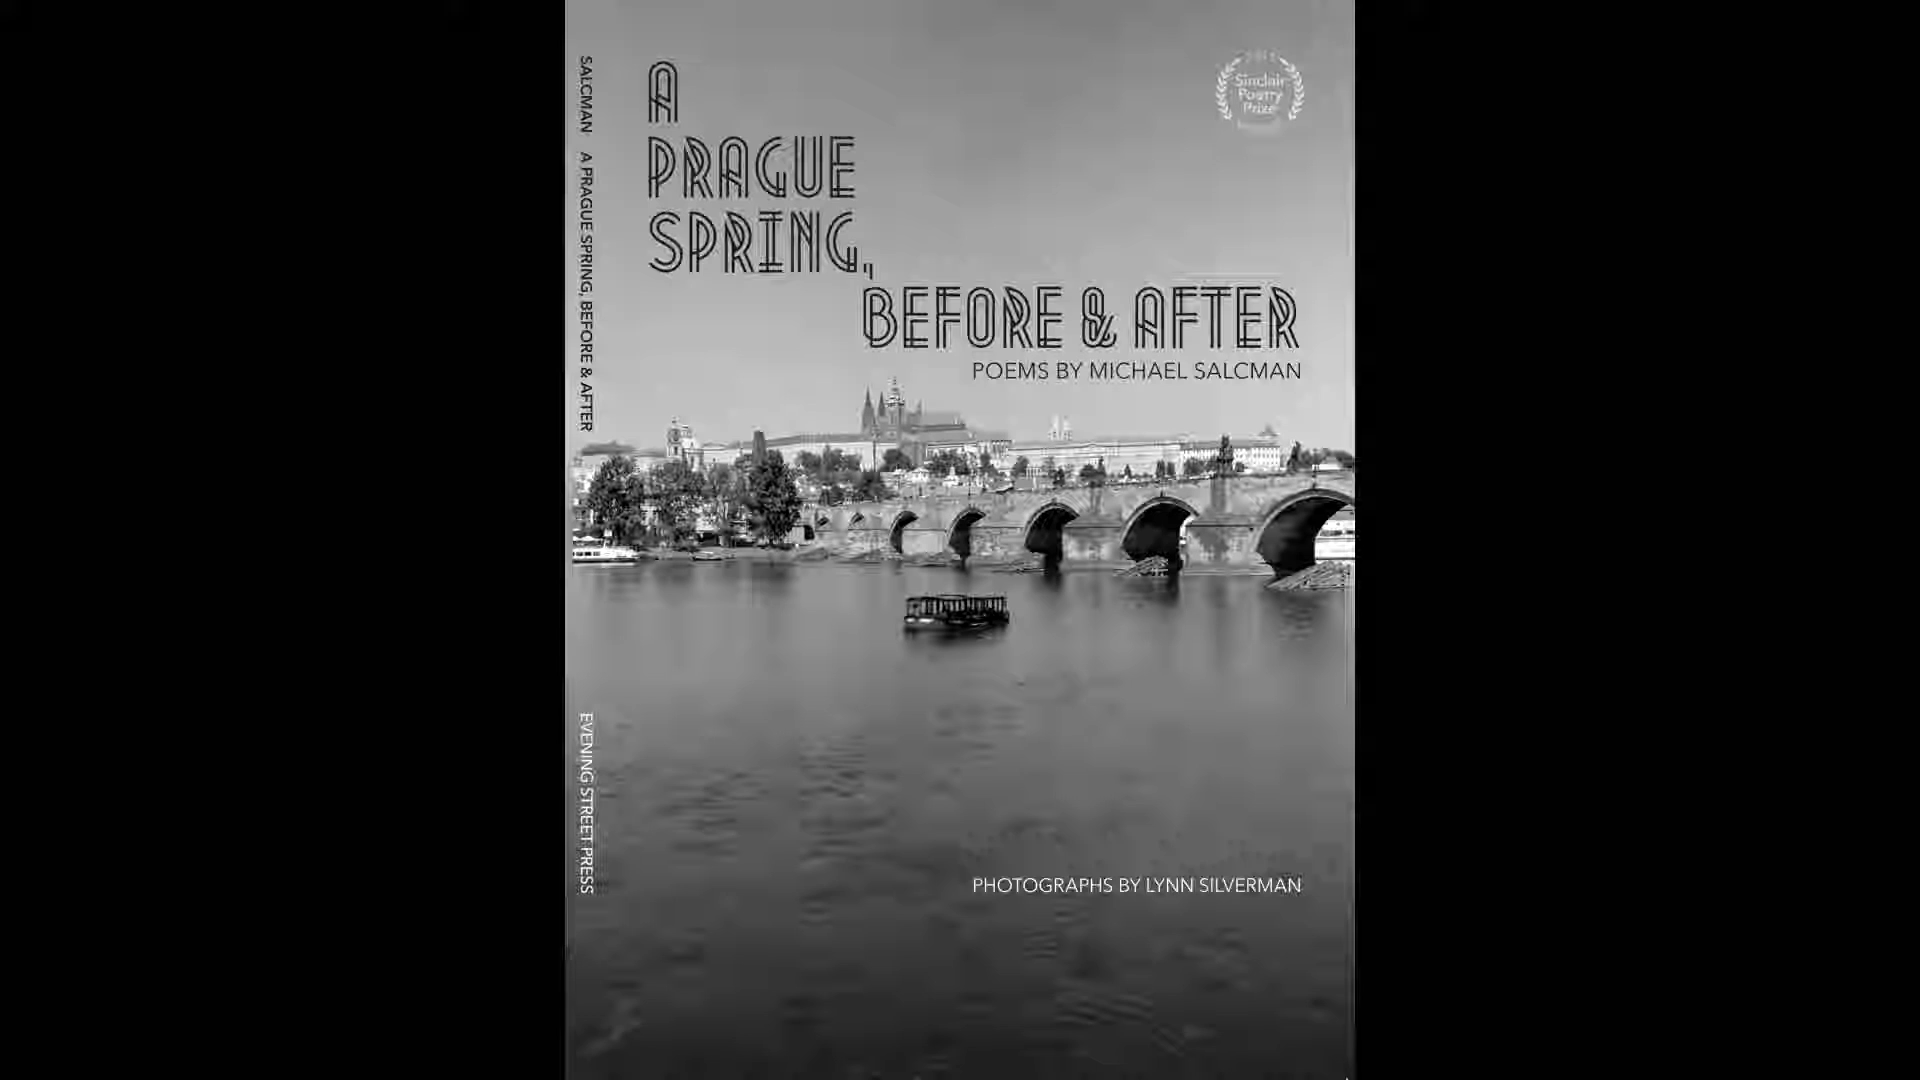 SALCMAN A PRAGUE SPRING, BEFORE & AFTER
EVENING STREET PRESS
A
PRAGUE
SPRING,
BEFORE & AFTER
POEMS BY MICHAEL SALCMAN
Sinclair
Poetry
Prize
PHOTOGRAPHS BY LYNN SILVERMAN